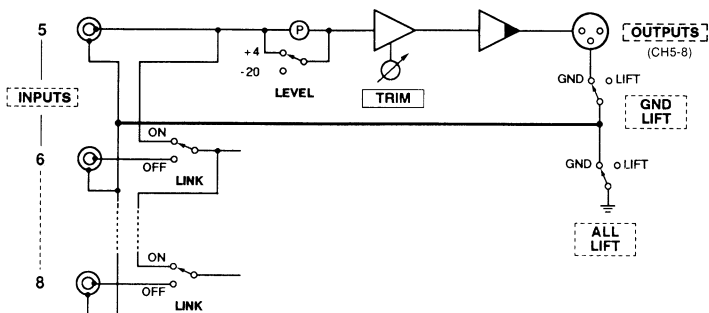 5
P
OUTPUTS
(CH5-8)
+4
-20
LEVEL
TRIM
GND
LIFT
GND
LIFT
INPUTS
ON
OFF
LINK
6
GND
LIFT
ALL
LIFT
ON
OFF
LINK
8